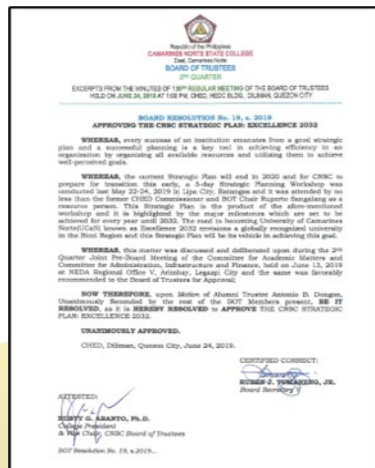 Republic of the Philippines
CAMARINES NORTE STATE COLLEGE
Daet, Camarines Norte
BOARD OF TRUSTEES
2ND QUARTER
EXCERPTS FROM THE MINUTES OF 130TH REGULAR MEETING OF THE BOARD OF TRUSTEES
HELD ON JUNE 24, 2019 AT 1:00 PM, CHED, HEDC BLDG., DILIMAN, QUEZON CITY
BOARD RESOLUTION No. 19, s. 2019
APPROVING THE CNSC STRATEGIC PLAN: EXCELLENCE 2032
WHEREAS, every success of an institution emanates from a good strategic
plan and a successful planning is a key tool in achieving efficiency in an
organization by organizing all available resources and utilizing them to achieve
well-perceived goals.
WHEREAS, the current Strategic Plan will end in 2020 and for CNSC to
prepare for transition this early, a 3-day Strategic Planning Workshop was
conducted last May 22-24, 2019 in Lipa City, Batangas and it was attended by no
less than the former CHED Commissioner and BOT Chair Ruperto Sangalang as a
resource person. This Strategic Plan is the product of the afore-mentioned
workshop and it is highlighted by the major milestones which are set to be
achieved for every year until 2032. The road to becoming University of Camarines
Norte(UCaN) known as Excellence 2032 envisions a globally recognized university
in the Bicol Region and this Strategic Plan will be its vehicle in achieving this goal.
WHEREAS, this matter was discussed and deliberated upon during the 2nd
Quarter Joint Pre-Board Meeting of the Committee for Academic Matters and
Committee for Administration, Infrastructure and Finance, held on June 13, 2019
at NEDA Regional Office V, Arimbay, Legazpi City and the same was favorably
recommended to the Board of Trustees for Approval;
NOW THEREFORE, upon Motion of Alumni Trustee Antonio B. Dongon,
Unanimously Seconded by the rest of the BOT Members present, BE IT
RESOLVED, as it is HEREBY RESOLVED to APPROVE THE CNSC STRATEGIC
PLAN: EXCELLENCE 2032.
UNANIMOUSLY APPROVED.
CHED, Diliman, Quezon City, June 24, 2019.
CERTIFIED CORRECT:
RUBEN J. JR.
Board Secretary V
ATTESTED:
RUSTY G. ABANTO, Ph.D.
College President
& Vice Chair, CNSC Board of Trustees
BOT Resolution No. 19, s.2019...